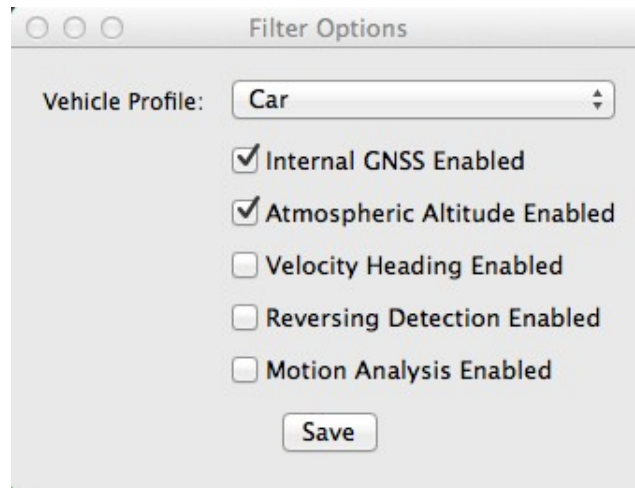 Filter Options
Vehicle Profile: Car
Internal GNSS Enabled
Atmospheric Altitude Enabled
Velocity Heading Enabled
Reversing Detection Enabled
Motion Analysis Enabled
Save